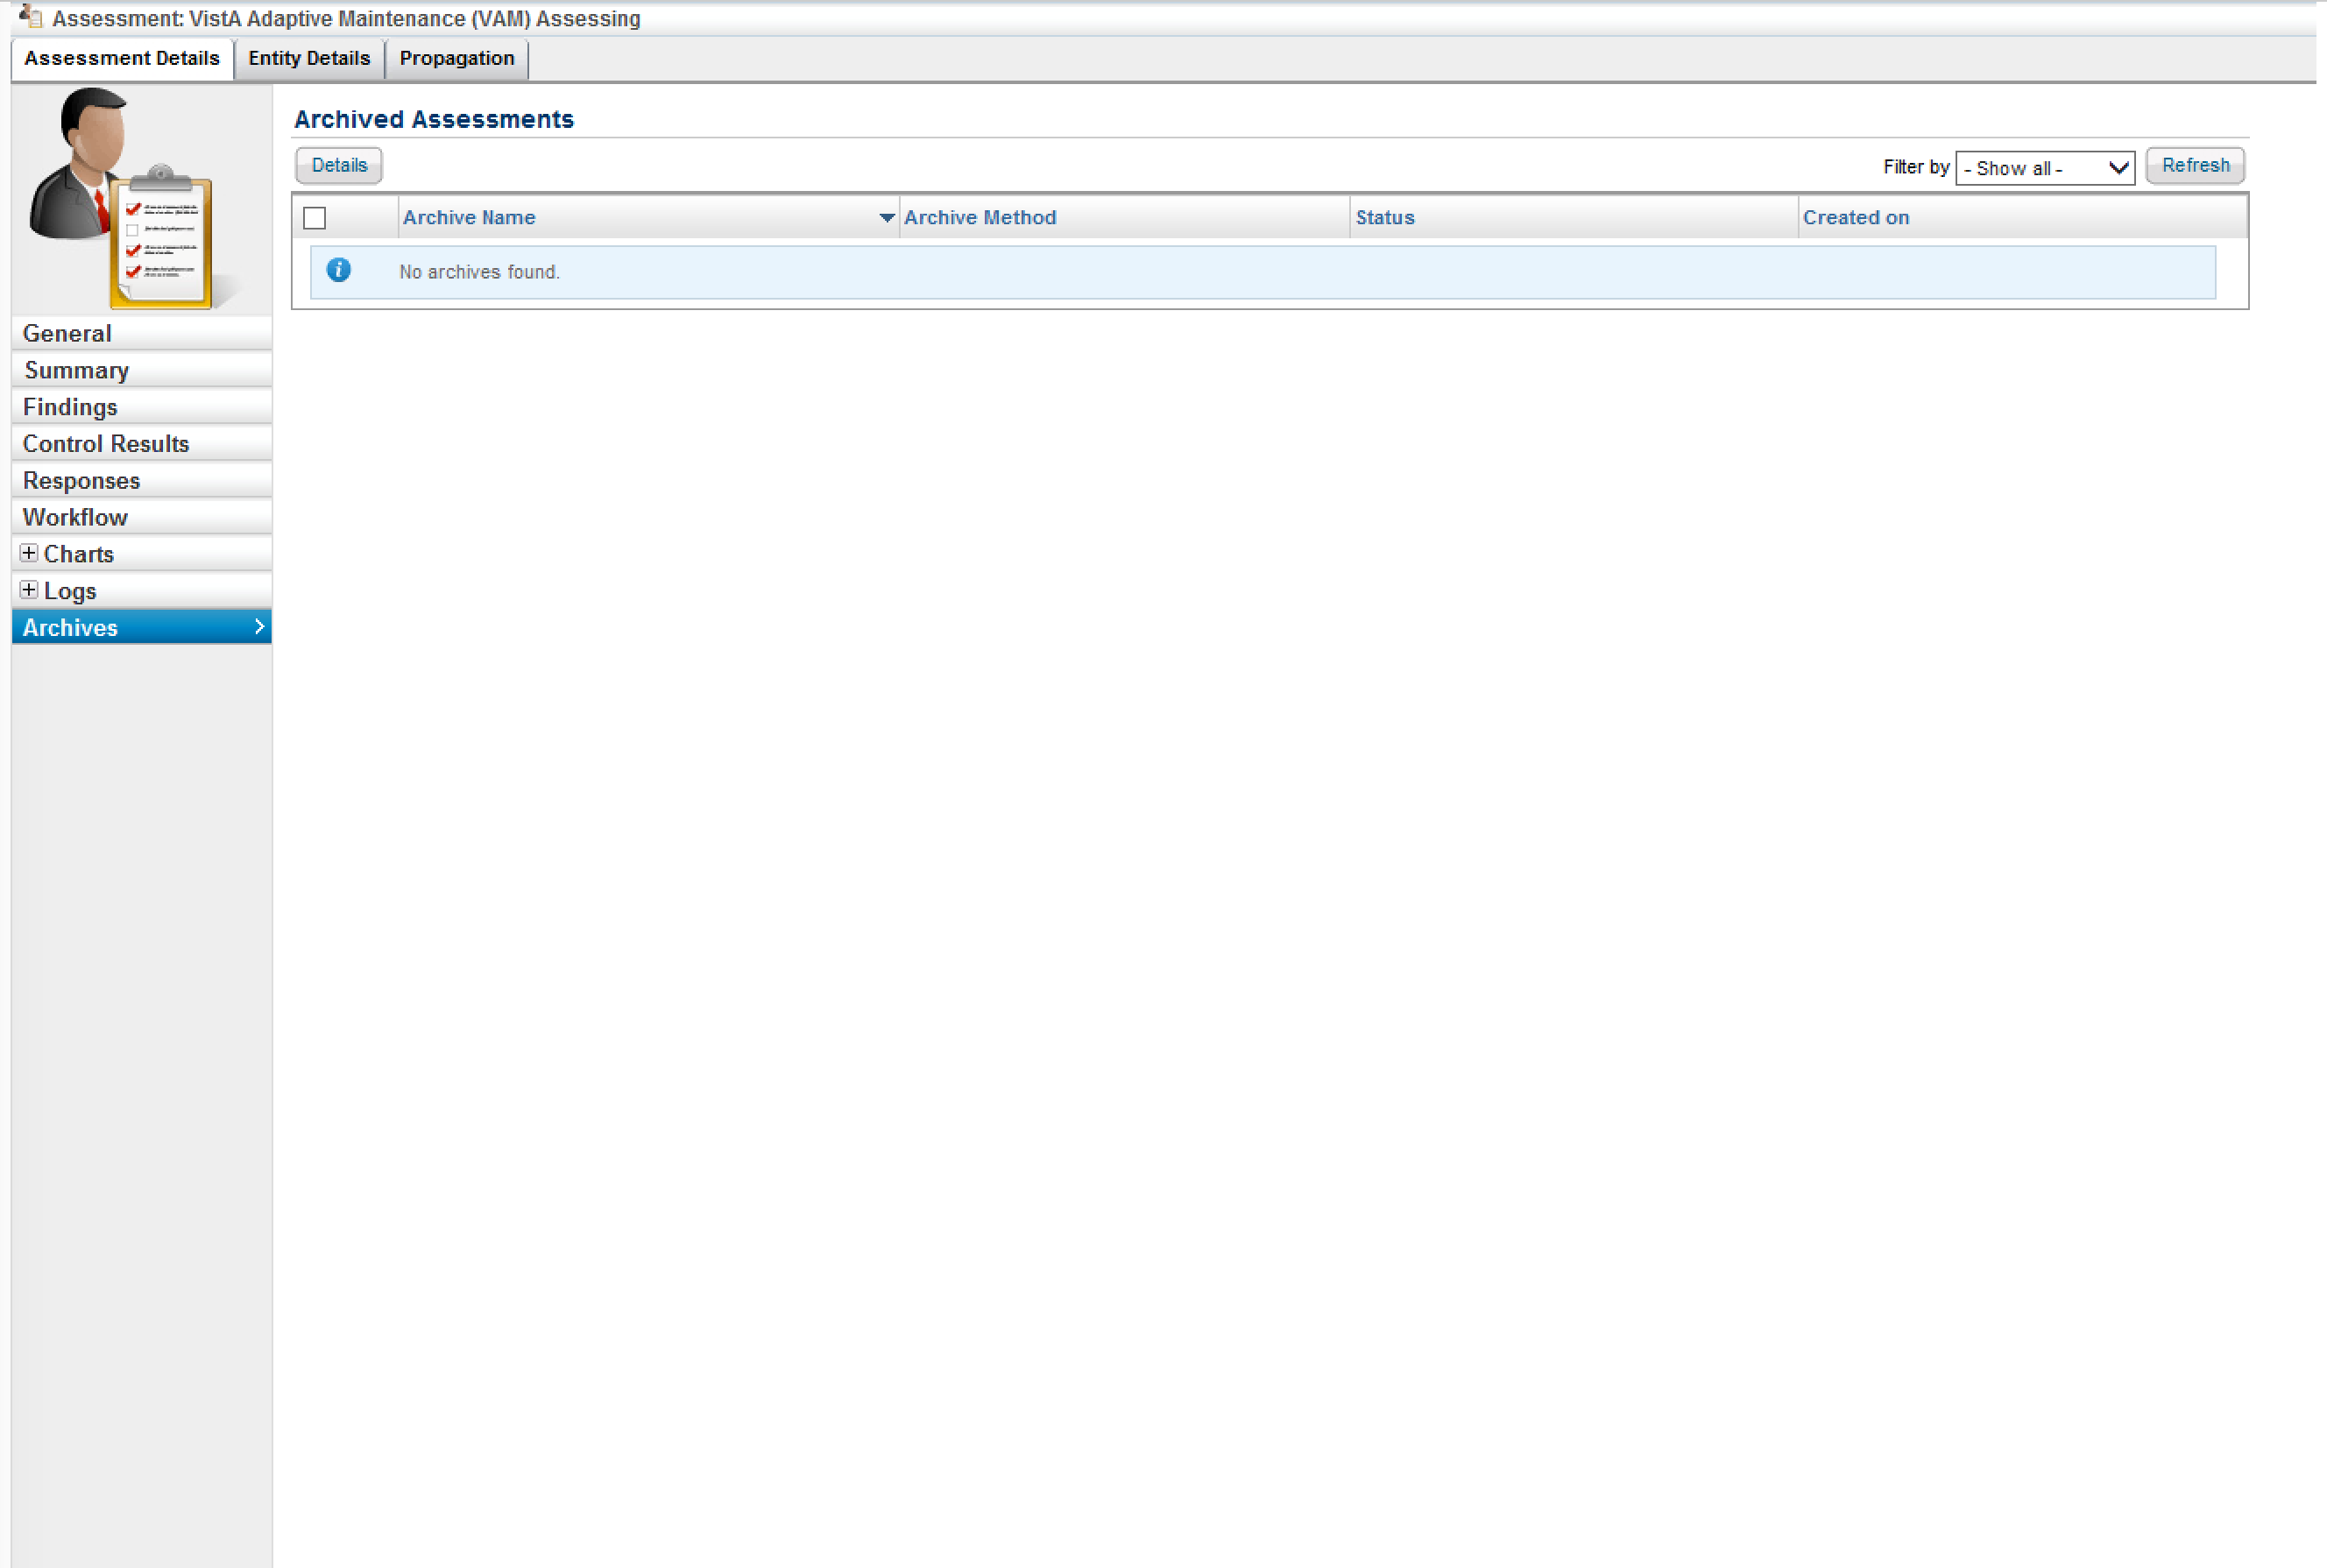 Assessment: VistA Adaptive Maintenance (VAM) Assessing
Assessment Details Entity Details Propagation
Archived Assessments
Details Filter by - Show all - Refresh
Archive Name Archive Method Status Created on
No archives found.
General
Summary
Findings
Control Results
Responses
Workflow
Charts
Logs
Archives